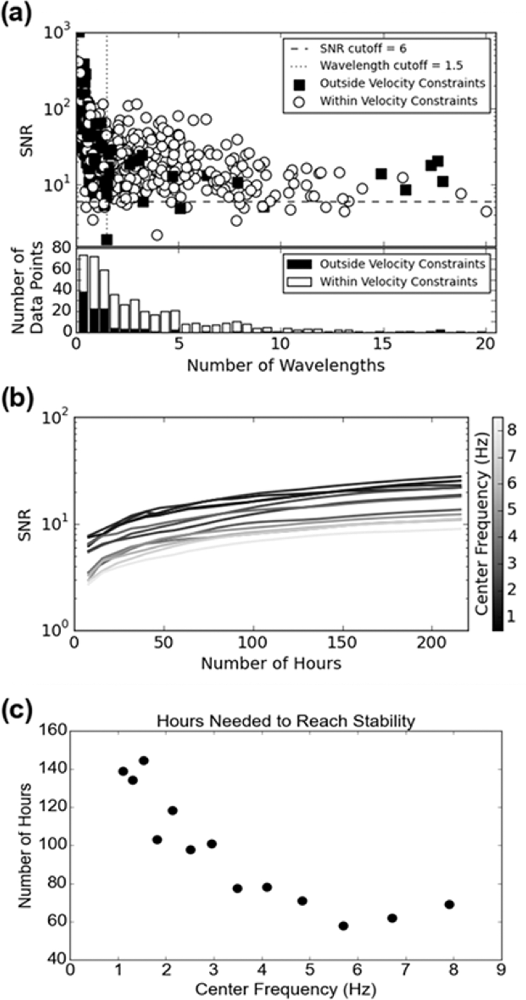 (a)
10³
10²
10¹
SNR
SNR cutoff = 6
Wavelength cutoff = 1.5
Outside Velocity Constraints
Within Velocity Constraints
80
60
40
20
0
Number of
Data Points
Outside Velocity Constraints
Within Velocity Constraints
0 5 10 15 20
Number of Wavelengths
(b)
10²
10¹
10⁰
SNR
0 50 100 150 200
Number of Hours
8
7
6
5
4
3
2
1
Center Frequency (Hz)
(c)
Hours Needed to Reach Stability
160
140
120
100
80
60
40
Number of Hours
0 1 2 3 4 5 6 7 8 9
Center Frequency (Hz)